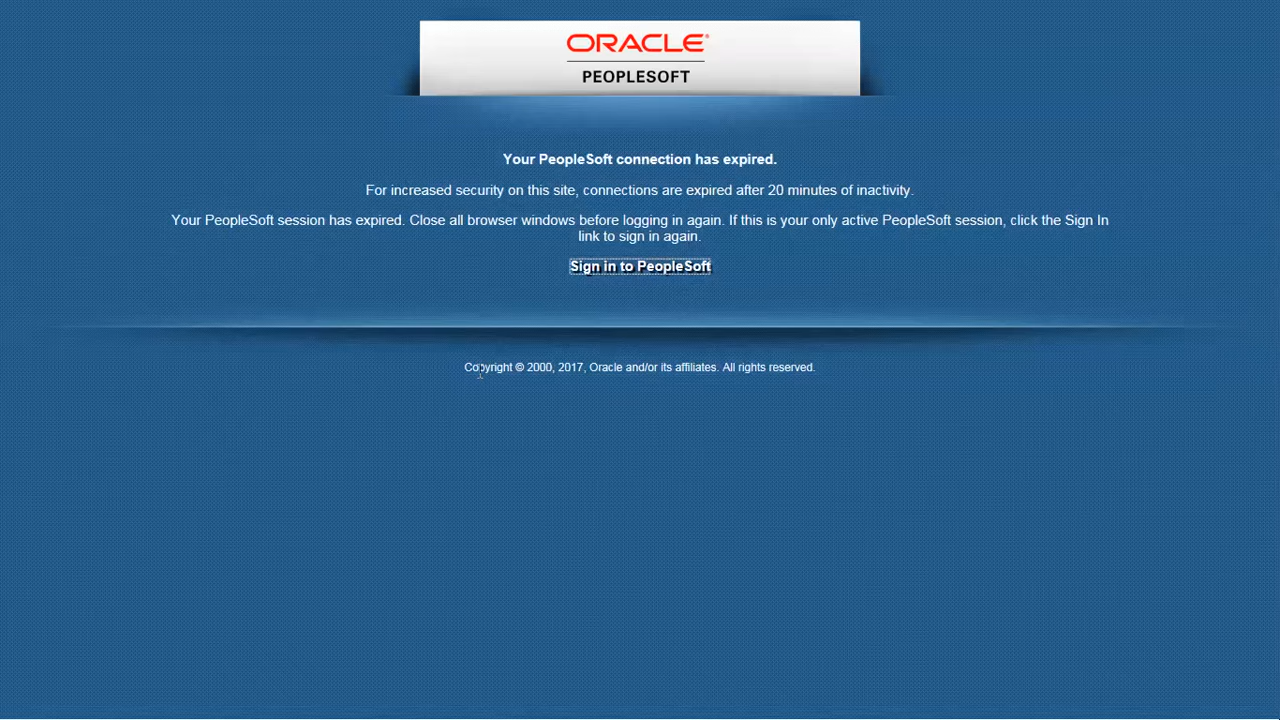 ORACLE®
PEOPLESOFT
Your PeopleSoft connection has expired.
For increased security on this site, connections are expired after 20 minutes of inactivity.
Your PeopleSoft session has expired. Close all browser windows before logging in again. If this is your only active PeopleSoft session, click the Sign In
link to sign in again.
Sign in to PeopleSoft
Copyright © 2000, 2017, Oracle and/or its affiliates. All rights reserved.